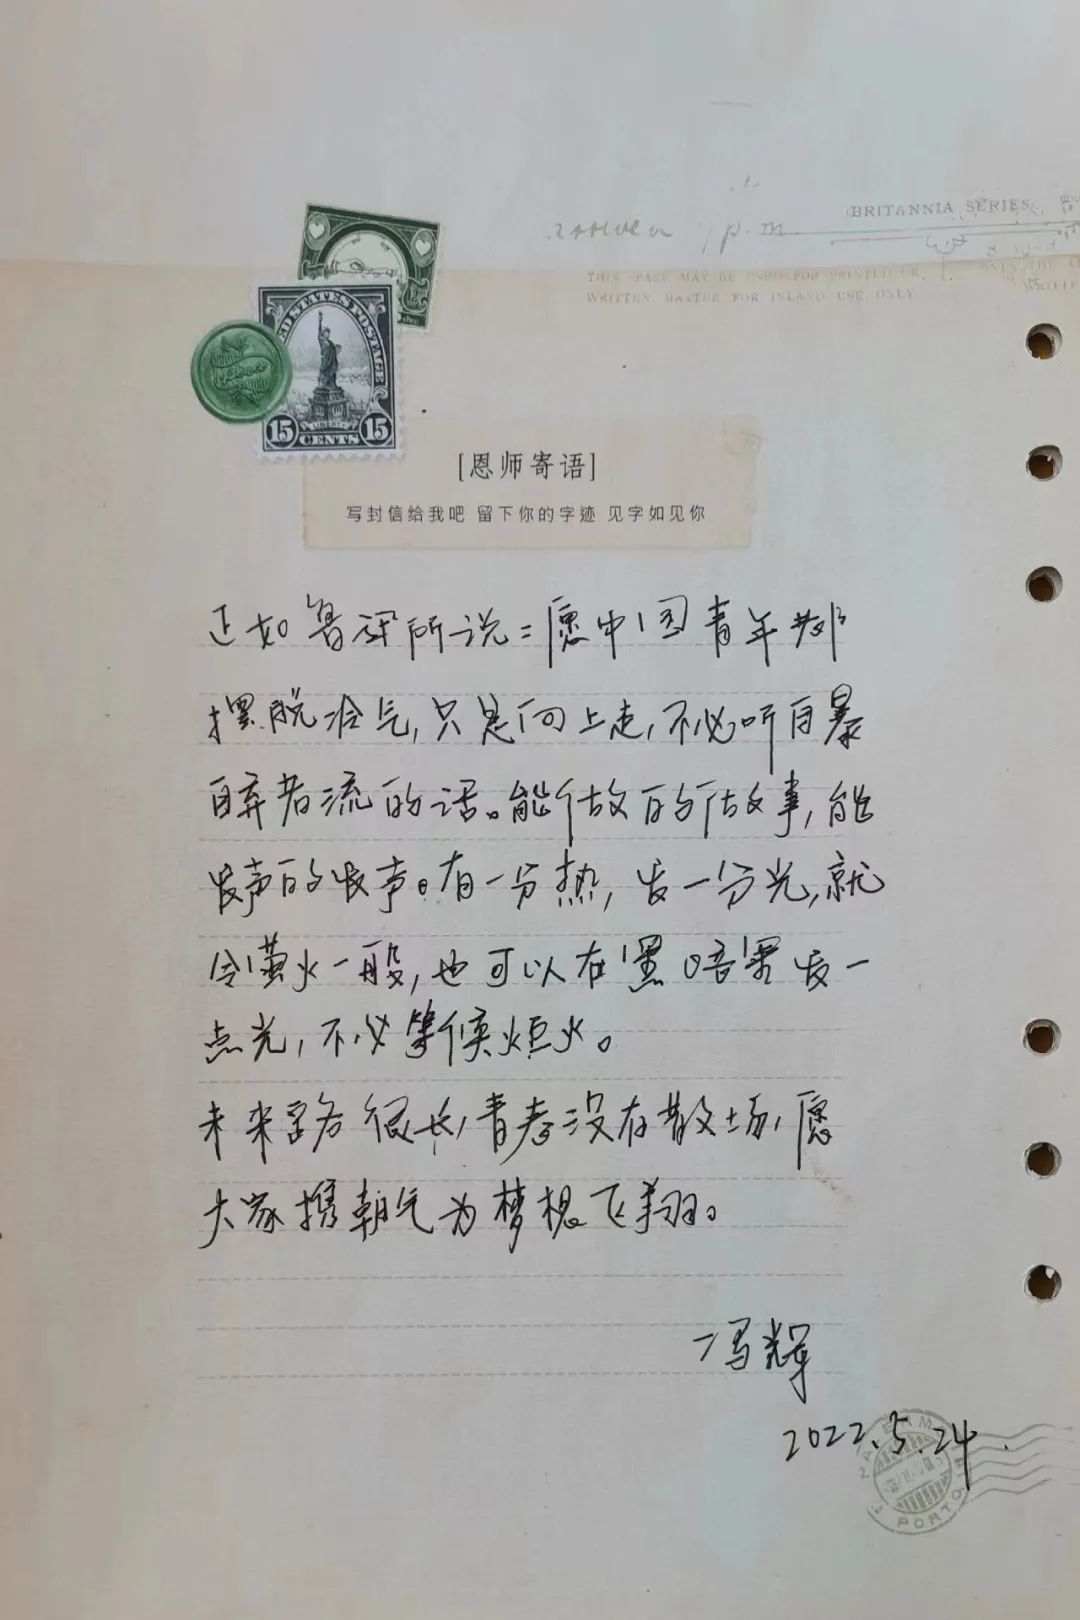 BRITANNIA SERIES
THIS SPACE MAY BE USED FOR PRINTED OR
WRITTEN MATTER FOR INLAND USE ONLY
STATES POSTAGE
LIBERTY
15 CENTS 15
[恩师寄语]
写封信给我吧 留下你的字迹 见字如见你
正如鲁迅所说：愿中国青年都
摆脱冷气，只是向上走，不必听自暴
自弃者流的话。能做的做事，能
发声的发声。有一分热，发一分光，就
令萤火一般，也可以在黑暗里发一
点光，不必等候炬火。
未来路很长，青春没有散场，愿
大家携朝气为梦想飞翔。
冯辉
2022.5.24.
PORTO